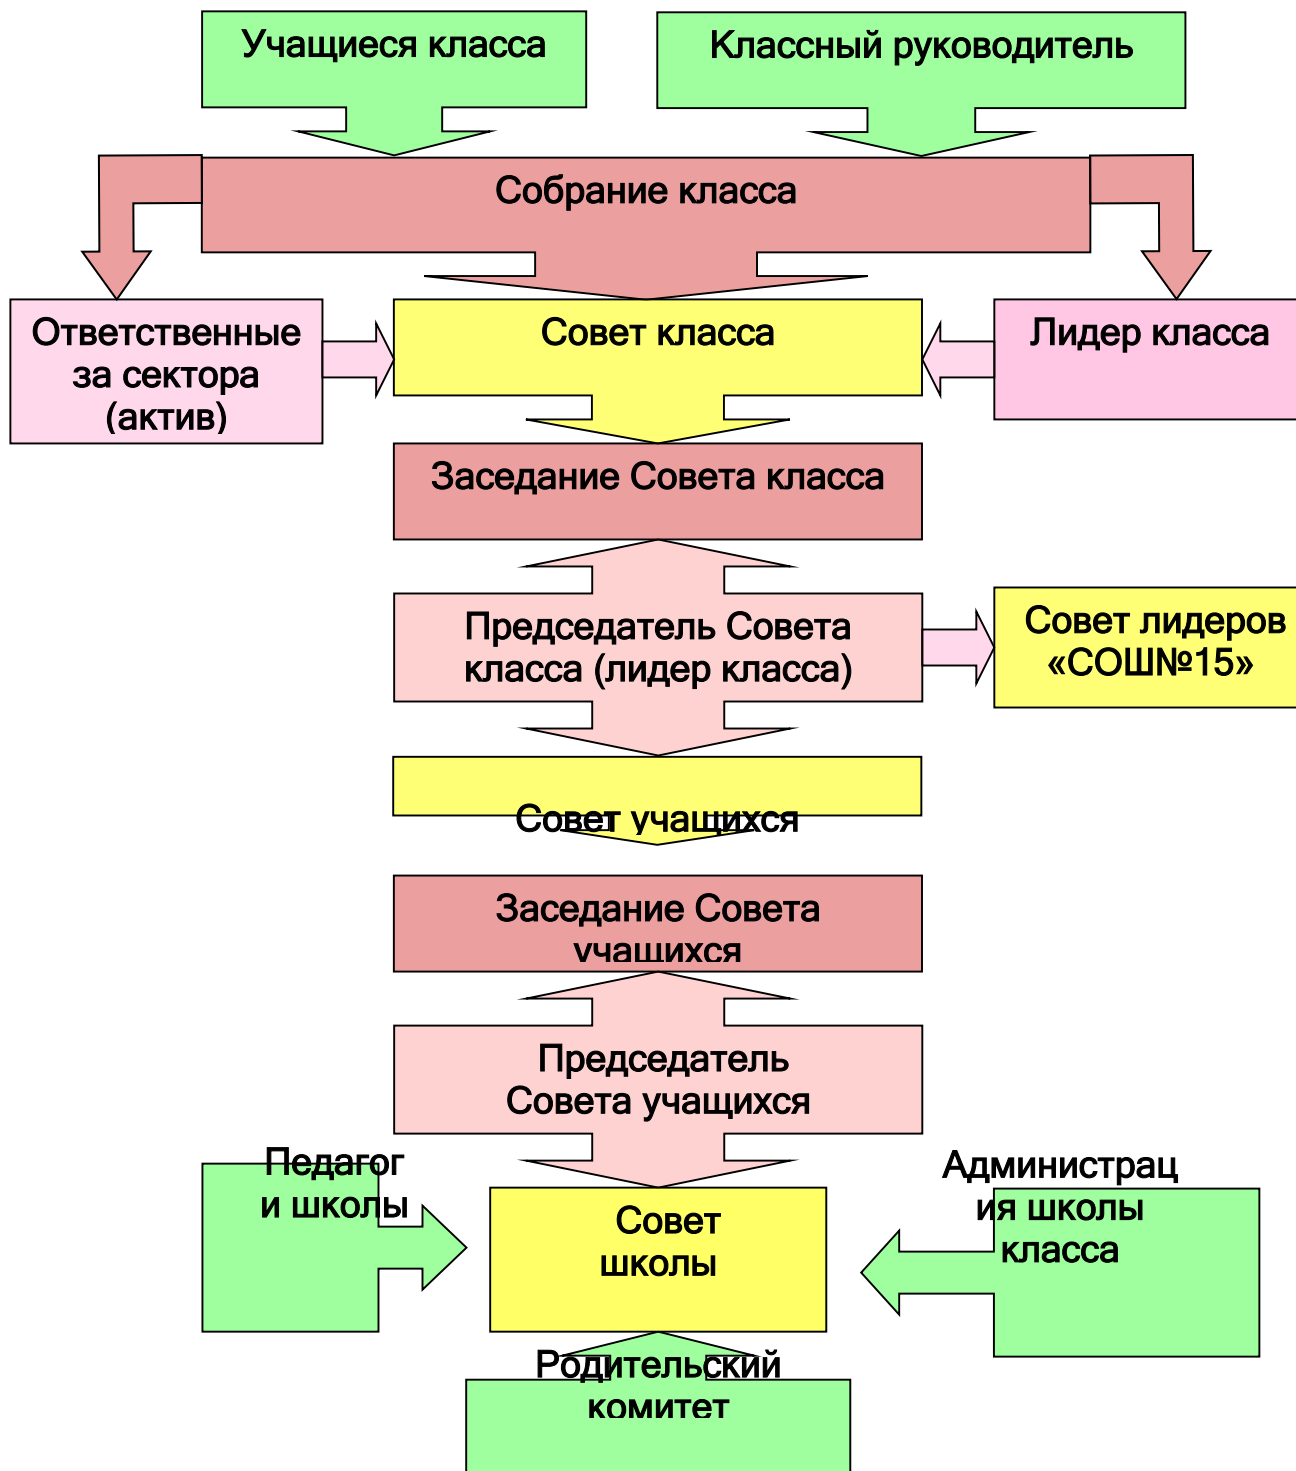 Учащиеся класса
Классный руководитель
Собрание класса
Ответственные
за сектора
(актив)
Совет класса
Лидер класса
Заседание Совета класса
Председатель Совета
класса (лидер класса)
Совет лидеров
«СОШ№15»
Совет учащихся
Заседание Совета
учащихся
Председатель
Совета учащихся
Педагог
и школы
Администрац
ия школы
класса
Совет
школы
Родительский
комитет